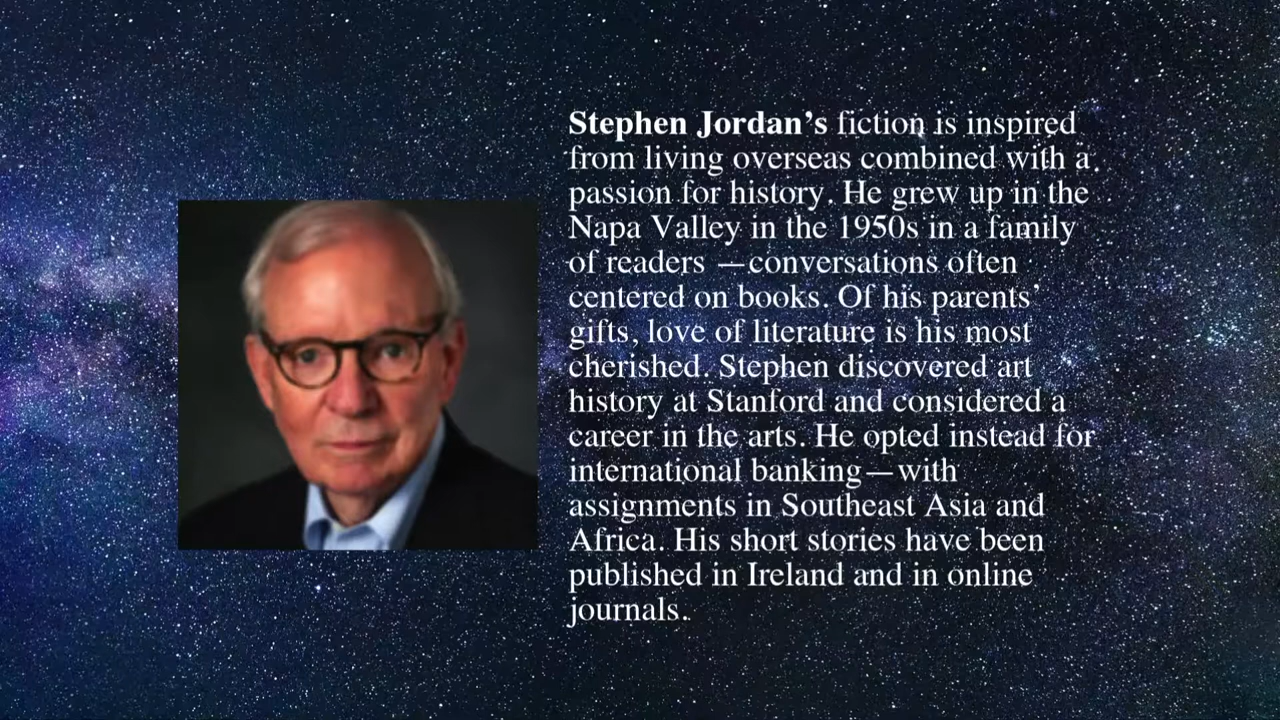 Stephen Jordan’s fiction is inspired
from living overseas combined with a
passion for history. He grew up in the
Napa Valley in the 1950s in a family
of readers —conversations often
centered on books. Of his parents’
gifts, love of literature is his most
cherished. Stephen discovered art
history at Stanford and considered a
career in the arts. He opted instead for
international banking—with
assignments in Southeast Asia and
Africa. His short stories have been
published in Ireland and in online
journals.